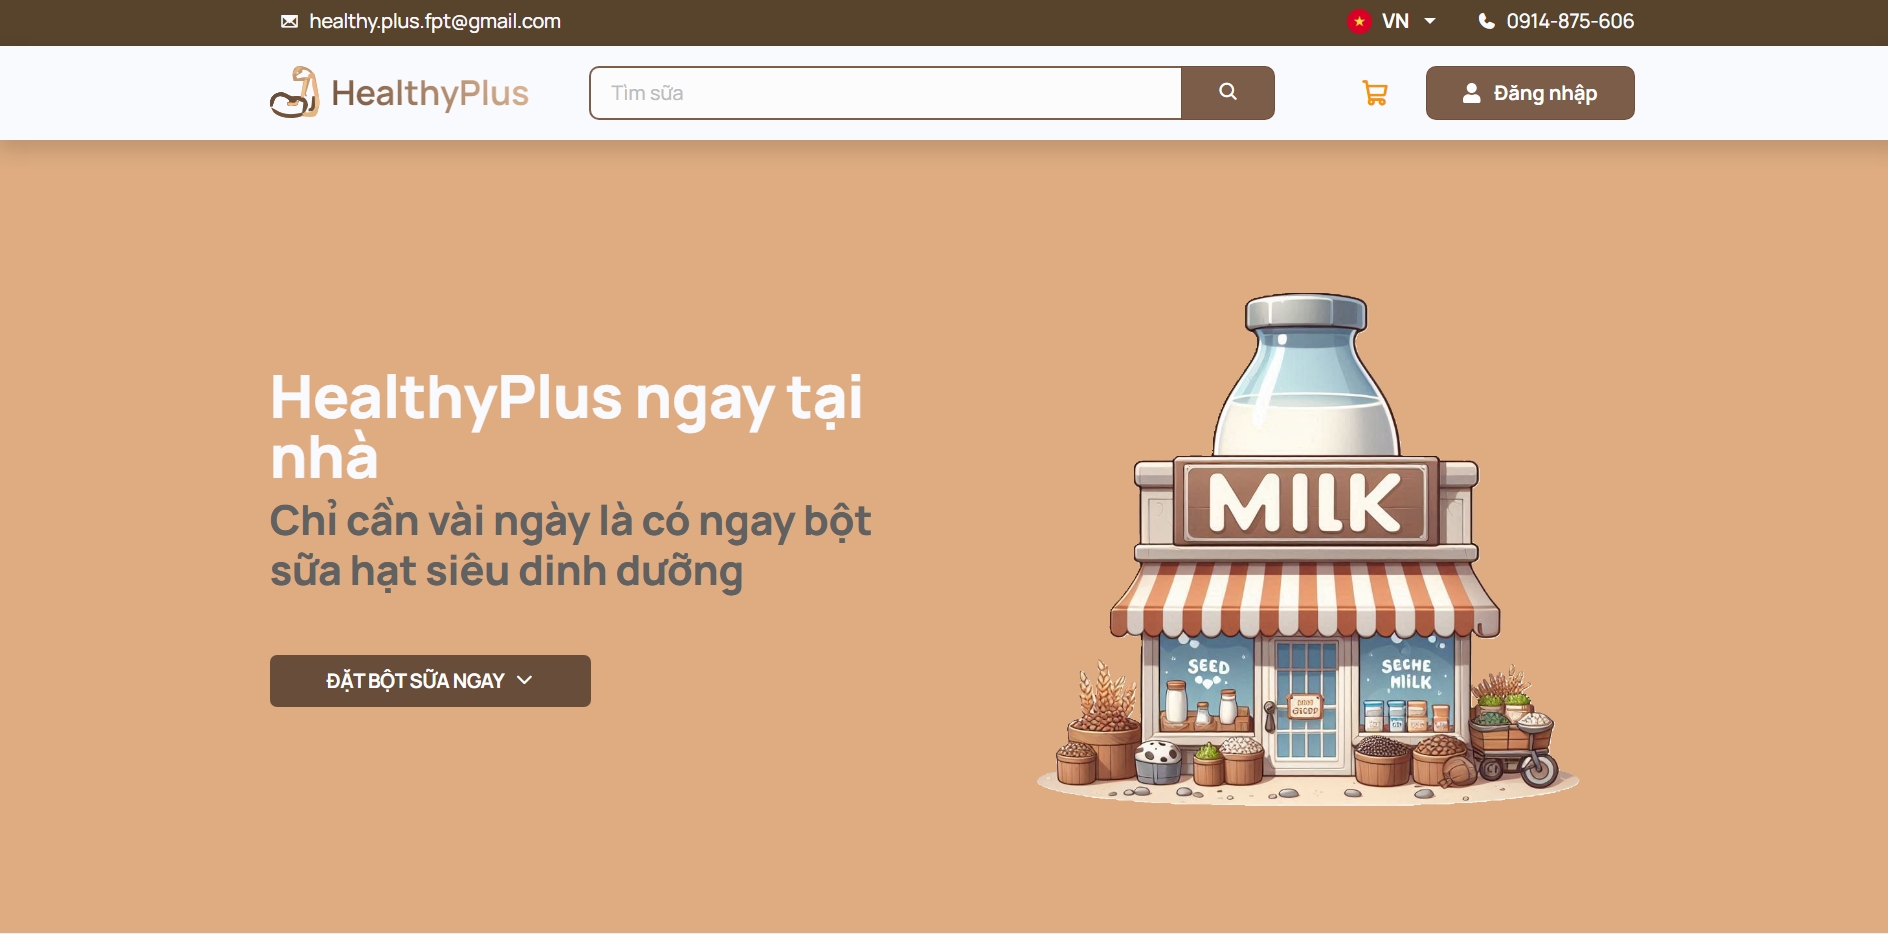 healthy.plus.fpt@gmail.com
VN
0914-875-606
HealthyPlus
Tìm sữa
Đăng nhập
HealthyPlus ngay tại
nhà
Chỉ cần vài ngày là có ngay bột
sữa hạt siêu dinh dưỡng
ĐẶT BỘT SỮA NGAY
MILK
SEED
SECHE
MIILK